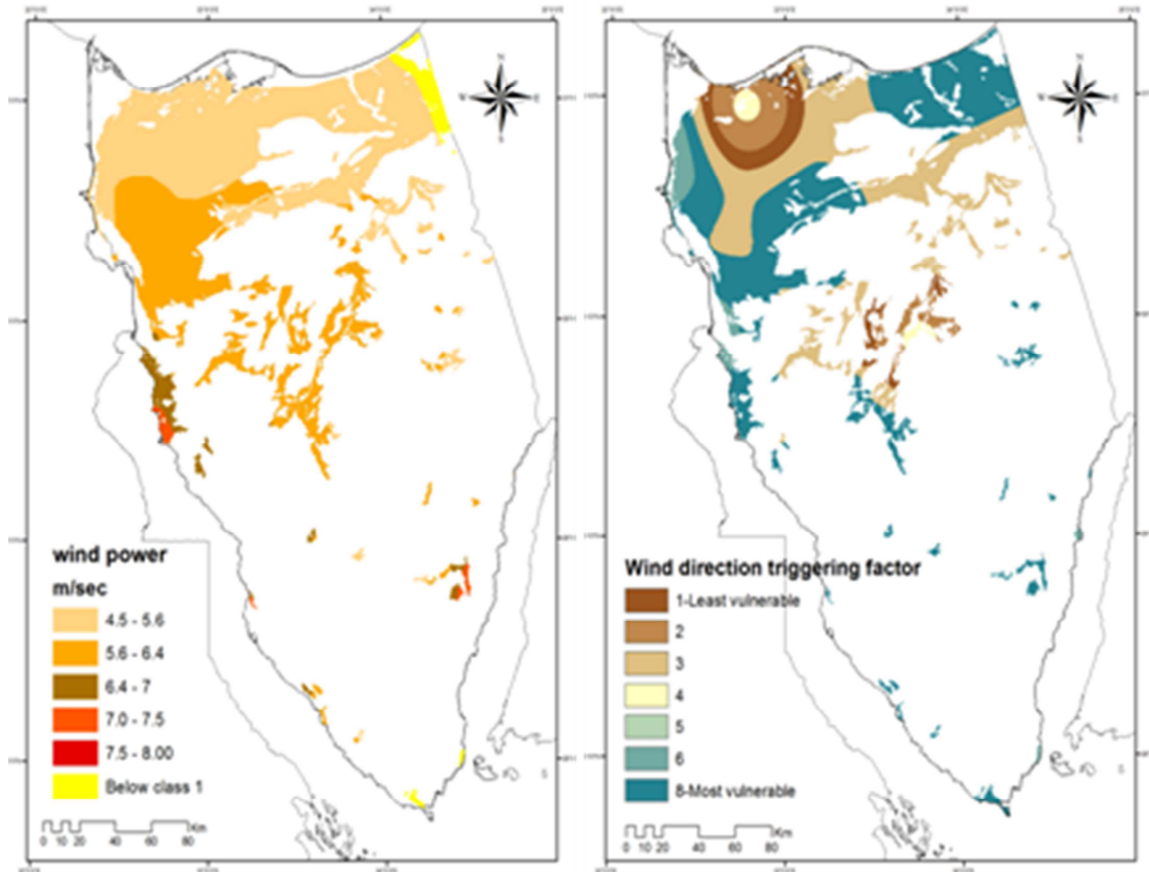 wind power
m/sec
4.5 - 5.6
5.6 - 6.4
6.4 - 7
7.0 - 7.5
7.5 - 8.00
Below class 1
Km
0 10 20 40 60 80
Wind direction triggering factor
1-Least vulnerable
2
3
4
5
6
8-Most vulnerable
Km
0 10 20 40 60 80